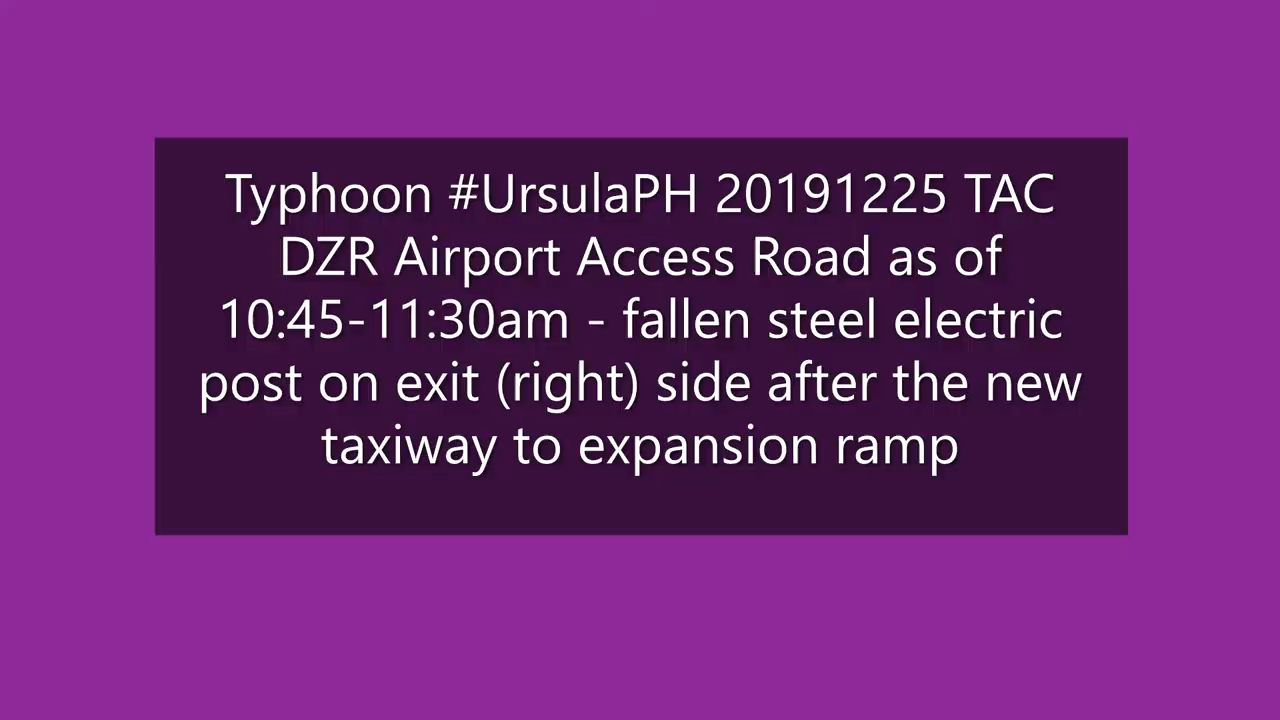 Typhoon #UrsulaPH 20191225 TAC
DZR Airport Access Road as of
10:45-11:30am - fallen steel electric
post on exit (right) side after the new
taxiway to expansion ramp